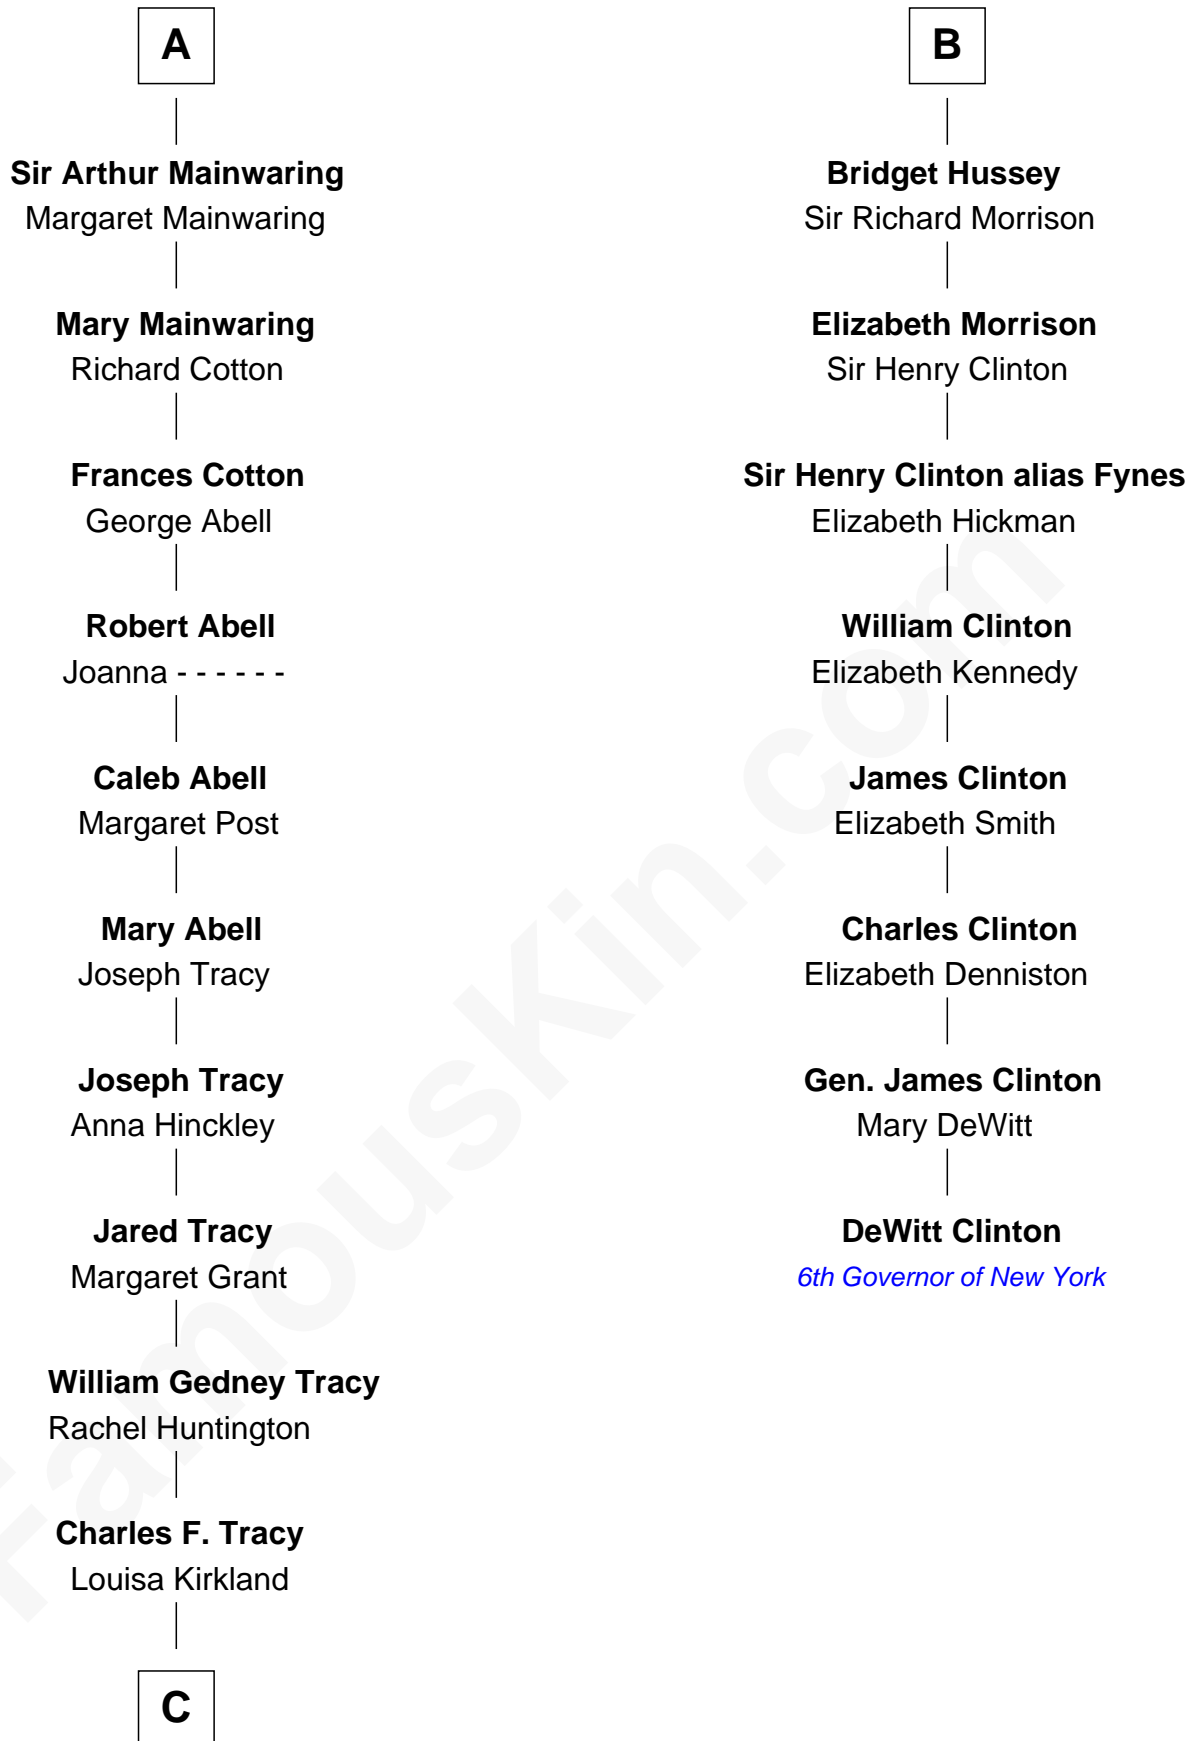 A
Sir Arthur Mainwaring
Margaret Mainwaring
Mary Mainwaring
Richard Cotton
Frances Cotton
George Abell
Robert Abell
Joanna - - - - - -
Caleb Abell
Margaret Post
Mary Abell
Joseph Tracy
Joseph Tracy
Anna Hinckley
Jared Tracy
Margaret Grant
William Gedney Tracy
Rachel Huntington
Charles F. Tracy
Louisa Kirkland
C
B
Bridget Hussey
Sir Richard Morrison
Elizabeth Morrison
Sir Henry Clinton
Sir Henry Clinton alias Fynes
Elizabeth Hickman
William Clinton
Elizabeth Kennedy
James Clinton
Elizabeth Smith
Charles Clinton
Elizabeth Denniston
Gen. James Clinton
Mary DeWitt
DeWitt Clinton
6th Governor of New York
FamousKin.com